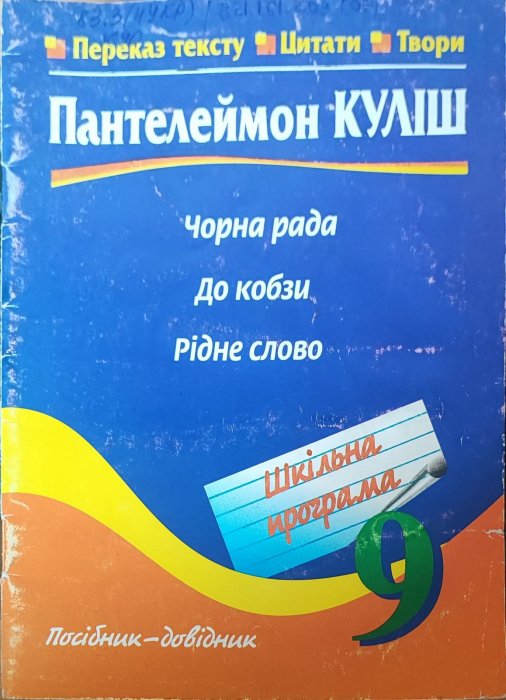 Переказ тексту Цитати Твори
Пантелеймон КУЛІШ
Чорна рада
До кобзи
Рідне слово
Шкільна
програма
9
Посібник–довідник